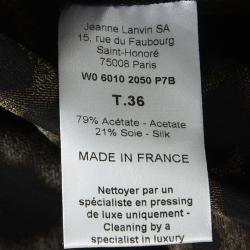 Jeanne Lanvin SA
15, rue du Faubourg
Saint-Honoré
75008 Paris
W0 6010 2050 P7B
T.36
79% Acétate - Acetate
21% Soie - Silk
MADE IN FRANCE
Nettoyer par un
spécialiste en pressing
de luxe uniquement -
Cleaning by a
specialist in luxury